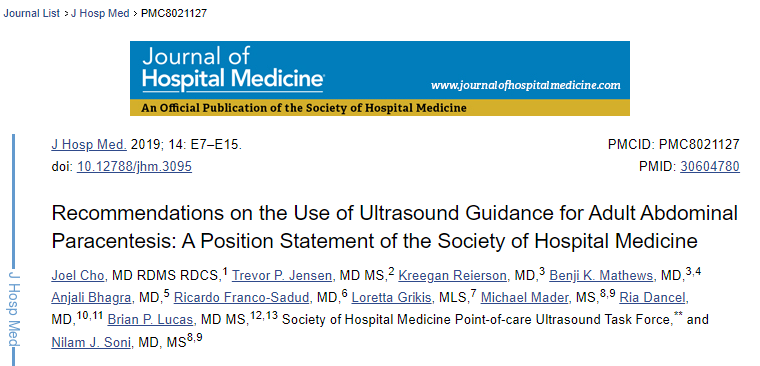 Journal List > J Hosp Med > PMC8021127
Journal of
Hospital Medicine
www.journalofhospitalmedicine.com
An Official Publication of the Society of Hospital Medicine
J Hosp Med. 2019; 14: E7–E15.
PMCID: PMC8021127
doi: 10.12788/jhm.3095
PMID: 30604780
Recommendations on the Use of Ultrasound Guidance for Adult Abdominal
Paracentesis: A Position Statement of the Society of Hospital Medicine
Joel Cho, MD RDMS RDCS,1 Trevor P. Jensen, MD MS,2 Kreegan Reierson, MD,3 Benji K. Mathews, MD,3,4
Anjali Bhagra, MD,5 Ricardo Franco-Sadud, MD,6 Loretta Grikis, MLS,7 Michael Mader, MS,8,9 Ria Dancel,
MD,10,11 Brian P. Lucas, MD MS,12,13 Society of Hospital Medicine Point-of-care Ultrasound Task Force,** and
Nilam J. Soni, MD, MS8,9
J Hosp Med